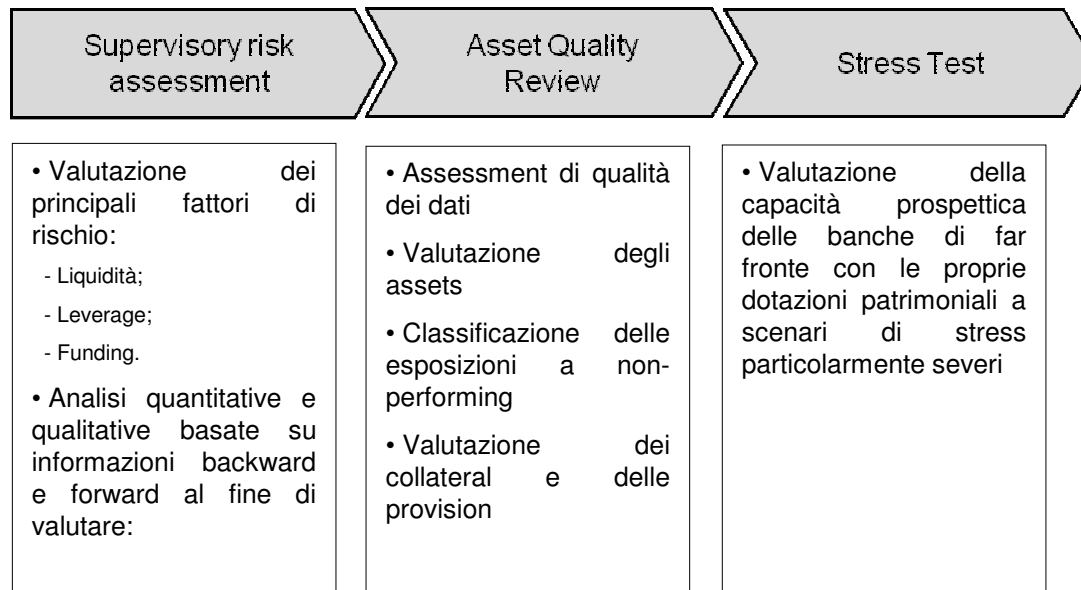 Supervisory risk
assessment
Asset Quality
Review
Stress Test
• Valutazione dei
principali fattori di
rischio:
- Liquidità;
- Leverage;
- Funding.
• Analisi quantitative e
qualitative basate su
informazioni backward
e forward al fine di
valutare:
• Assessment di qualità
dei dati
• Valutazione degli
assets
• Classificazione delle
esposizioni a non-
performing
• Valutazione dei
collateral e delle
provision
• Valutazione della
capacità prospettica
delle banche di far
fronte con le proprie
dotazioni patrimoniali a
scenari di stress
particolarmente severi